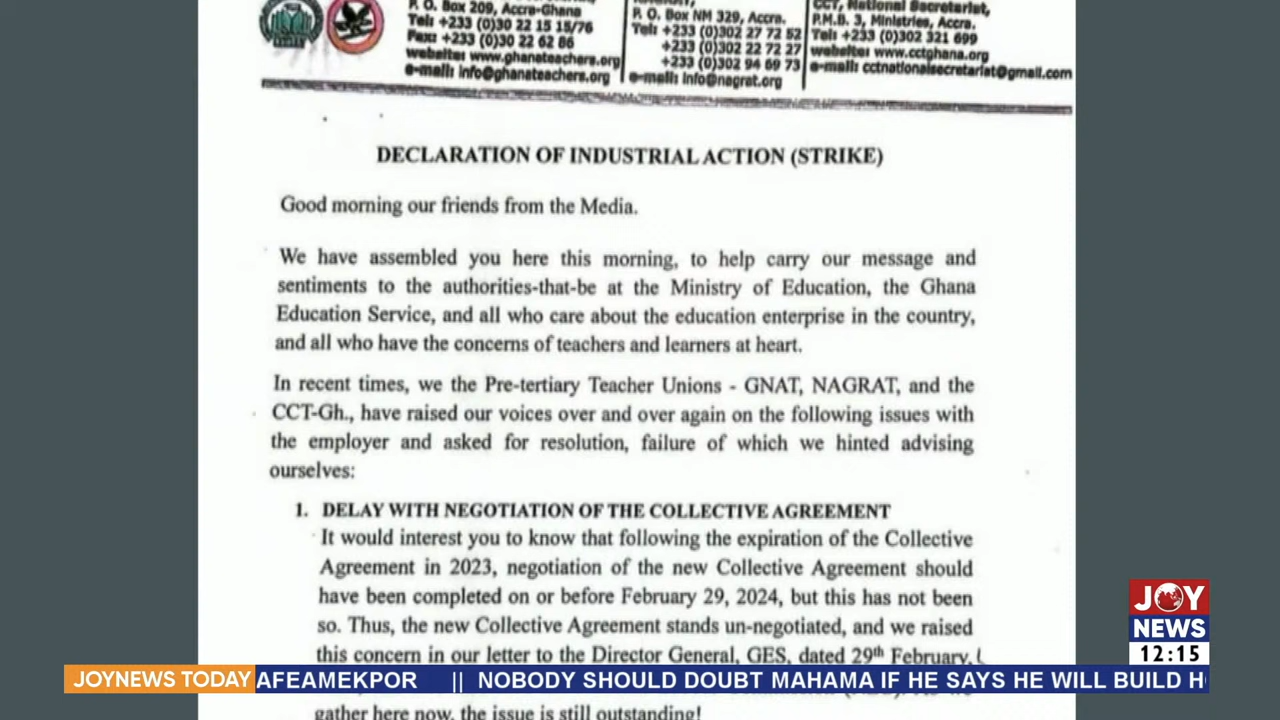 P. O. Box 209, Accra-Ghana
Tel: +233 (0)30 22 15 15/76
Fax: +233 (0)30 22 62 86
website: www.ghanateachers.org
e-mail: info@ghanateachers.org
P. O. Box NM 329, Accra.
Tel: +233 (0)302 27 72 52
+233 (0)302 22 72 27
+233 (0)302 94 69 73
e-mail: info@nagrat.org
CCT, National Secretariat,
P.M.B. 3, Ministries, Accra.
Tel: +233 (0)302 321 699
website: www.cctghana.org
e-mail: cctnationalsecretariat@gmail.com
DECLARATION OF INDUSTRIAL ACTION (STRIKE)
Good morning our friends from the Media.
We have assembled you here this morning, to help carry our message and
sentiments to the authorities-that-be at the Ministry of Education, the Ghana
Education Service, and all who care about the education enterprise in the country,
and all who have the concerns of teachers and learners at heart.
In recent times, we the Pre-tertiary Teacher Unions - GNAT, NAGRAT, and the
CCT-Gh., have raised our voices over and over again on the following issues with
the employer and asked for resolution, failure of which we hinted advising
ourselves:
1. DELAY WITH NEGOTIATION OF THE COLLECTIVE AGREEMENT
It would interest you to know that following the expiration of the Collective
Agreement in 2023, negotiation of the new Collective Agreement should
have been completed on or before February 29, 2024, but this has not been
so. Thus, the new Collective Agreement stands un-negotiated, and we raised
this concern in our letter to the Director General, GES, dated 29th February,
gather here now, the issue is still outstanding!
JOY
NEWS
12:15
JOYNEWS TODAY
AFEAMEKPOR || NOBODY SHOULD DOUBT MAHAMA IF HE SAYS HE WILL BUILD